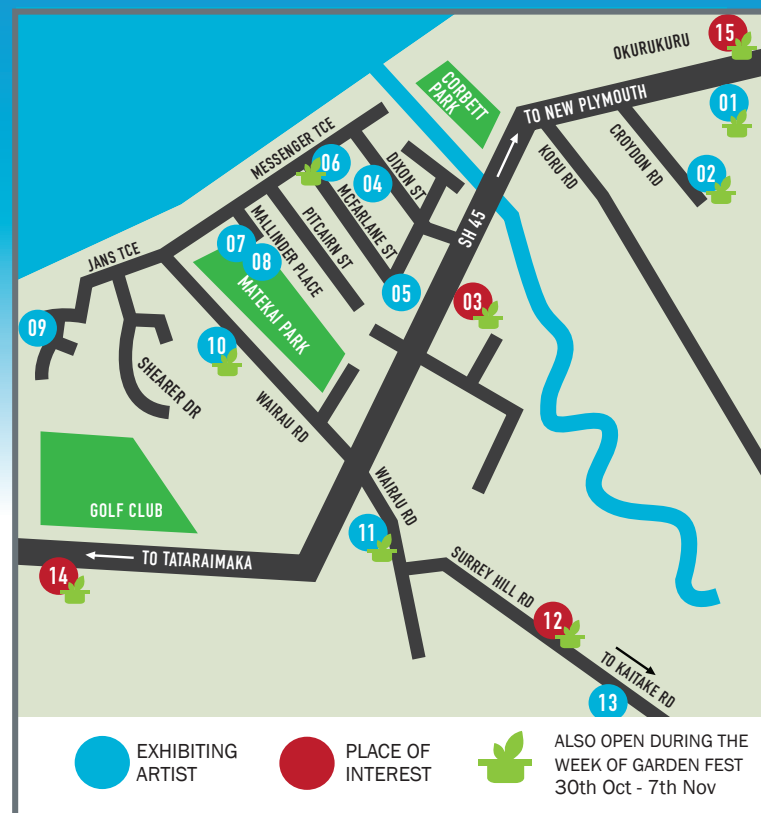 OKURUKURU
15
TO NEW PLYMOUTH
01
CORBETT
PARK
CROYDON RD
02
KORU RD
MESSENGER TCE
06
04
DIXON ST
MCFARLANE ST
SH 45
07
08
MALLINDER PLACE
PITCAIRN ST
05
03
JANS TCE
MATEKAI PARK
09
10
SHEARER DR
WAIRAU RD
GOLF CLUB
WAIRAU RD
11
TO TATARAIMAKA
14
SURREY HILL RD
12
TO KAITAKE RD
13
EXHIBITING
ARTIST
PLACE OF
INTEREST
ALSO OPEN DURING THE
WEEK OF GARDEN FEST
30th Oct - 7th Nov